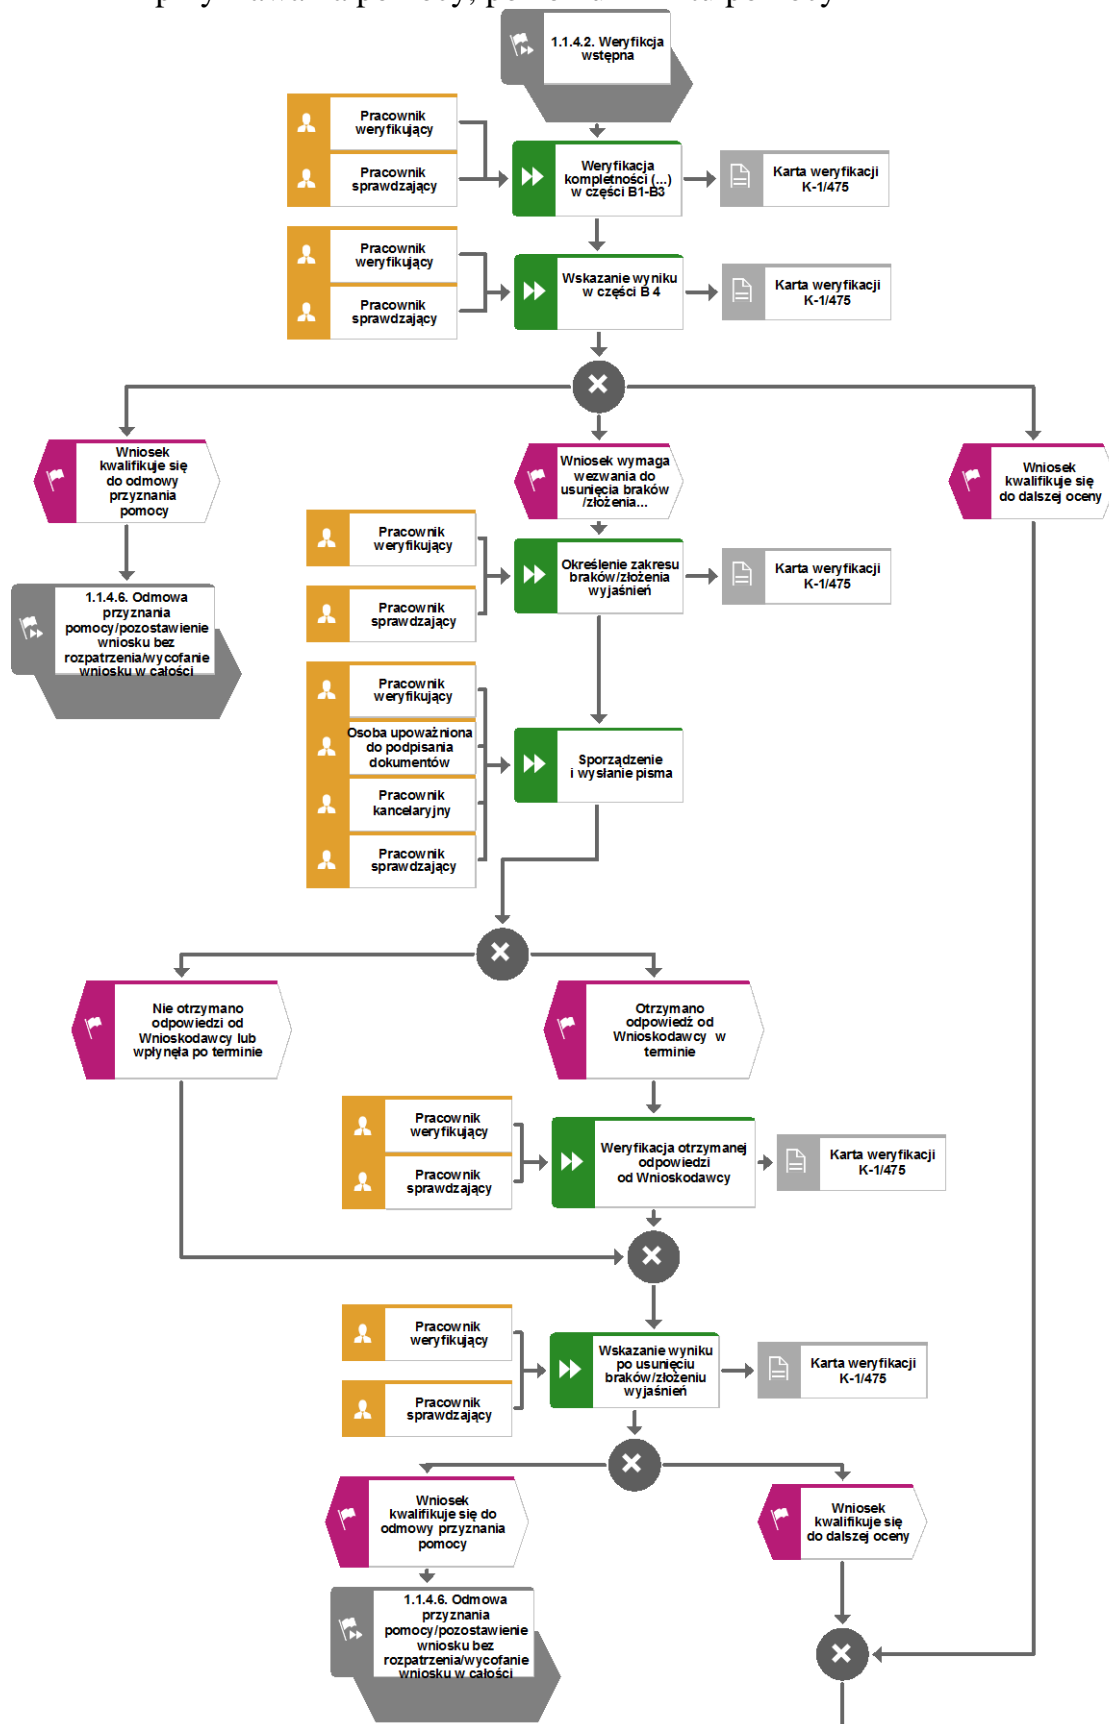 1.1.4.2. Weryfikcja
wstępna
Pracownik
weryfikujący
Pracownik
sprawdzający
Weryfikacja
kompletności (...)
w części B1-B3
Karta weryfikacji
K-1/475
Pracownik
weryfikujący
Pracownik
sprawdzający
Wskazanie wyniku
w części B 4
Karta weryfikacji
K-1/475
Wniosek
kwalifikuje się
do odmowy
przyznania
pomocy
Wniosek wymaga
wezwania do
usunięcia braków
/złożenia...
Wniosek
kwalifikuje się
do dalszej oceny
1.1.4.6. Odmowa
przyznania
pomocy/pozostawienie
wniosku bez
rozpatrzenia/wycofanie
wniosku w całości
Pracownik
weryfikujący
Pracownik
sprawdzający
Określenie zakresu
braków/złożenia
wyjaśnień
Karta weryfikacji
K-1/475
Pracownik
weryfikujący
Osoba upoważniona
do podpisania
dokumentów
Pracownik
kancelaryjny
Pracownik
sprawdzający
Sporządzenie
i wysłanie pisma
Nie otrzymano
odpowiedzi od
Wnioskodawcy lub
wpłynęła po terminie
Otrzymano
odpowiedź od
Wnioskodawcy w
terminie
Pracownik
weryfikujący
Pracownik
sprawdzający
Weryfikacja otrzymanej
odpowiedzi
od Wnioskodawcy
Karta weryfikacji
K-1/475
Pracownik
weryfikujący
Pracownik
sprawdzający
Wskazanie wyniku
po usunięciu
braków/złożeniu
wyjaśnień
Karta weryfikacji
K-1/475
Wniosek
kwalifikuje się do
odmowy przyznania
pomocy
Wniosek
kwalifikuje się
do dalszej oceny
1.1.4.6. Odmowa
przyznania
pomocy/pozostawienie
wniosku bez
rozpatrzenia/wycofanie
wniosku w całości